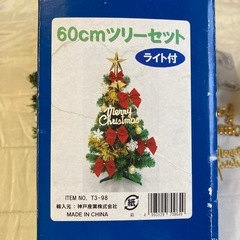 60cmツリーセット
ライト付
Merry
Christmas
ITEM NO. T3-98
輸入元：神戸産業株式会社
MADE IN CHINA
紙